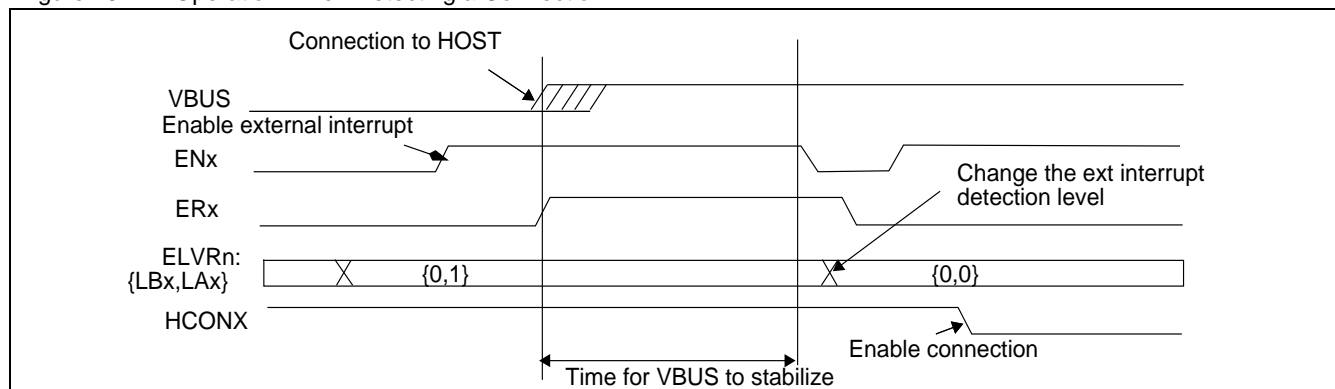 Connection to HOST
VBUS
Enable external interrupt
ENx
Change the ext interrupt
detection level
ERx
ELVRn:
{LBx,LAx}
{0,1}
{0,0}
HCONX
Enable connection
Time for VBUS to stabilize